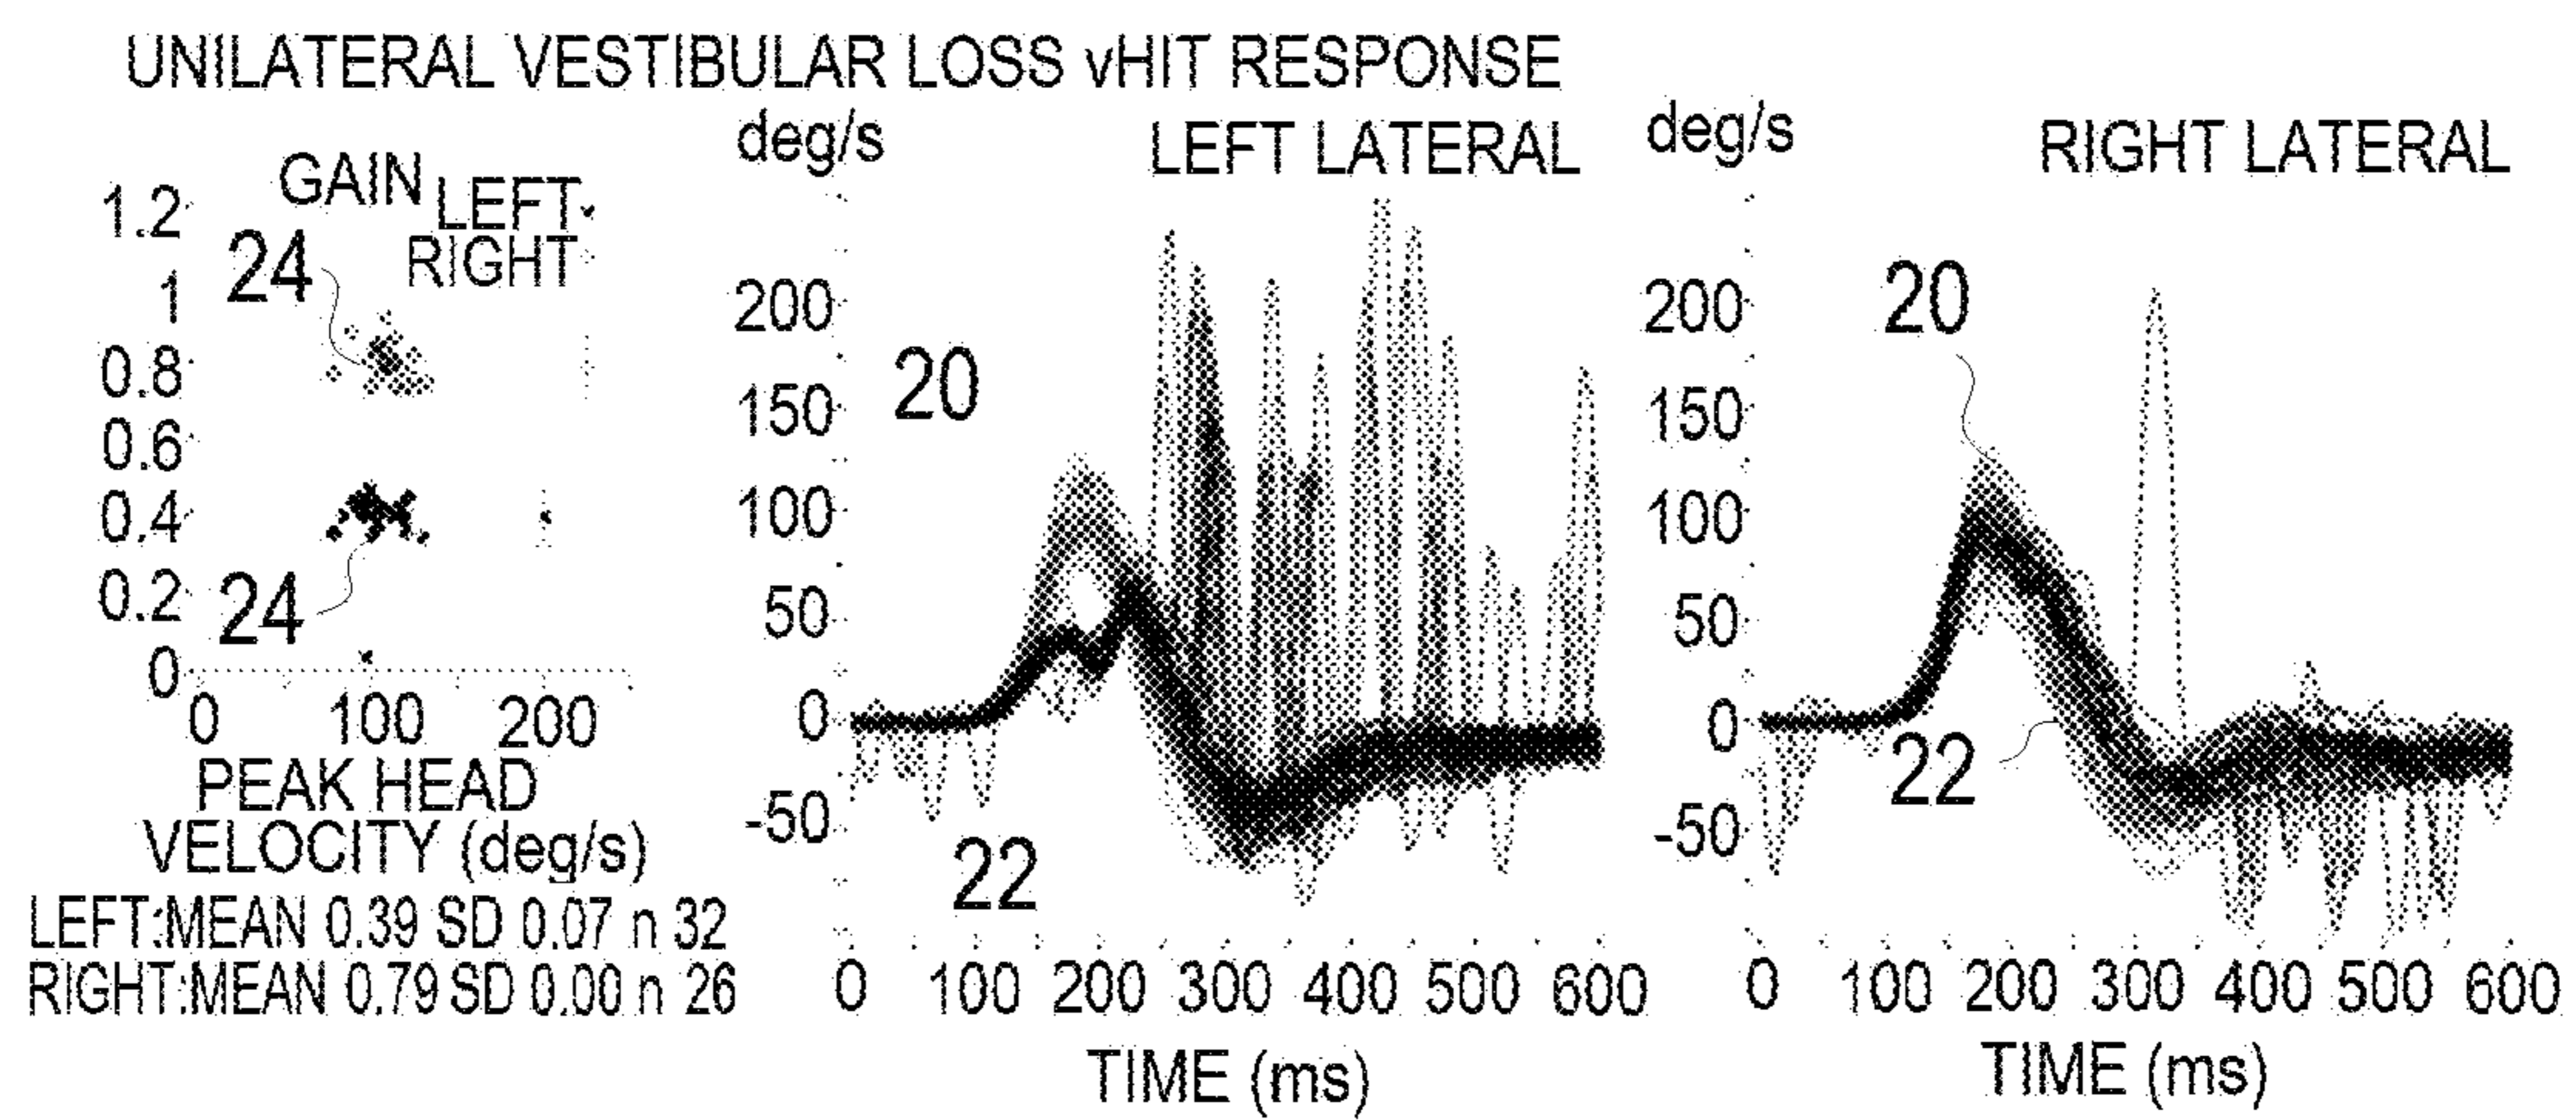 UNILATERAL VESTIBULAR LOSS vHIT RESPONSE
GAIN
LEFT
RIGHT
24
1.2
1
0.8
0.6
0.4
0.2
0
24
0 100 200
PEAK HEAD
VELOCITY (deg/s)
LEFT:MEAN 0.39 SD 0.07 n 32
RIGHT:MEAN 0.79 SD 0.00 n 26
deg/s
LEFT LATERAL
200
150
100
50
0
-50
20
22
0 100 200 300 400 500 600
TIME (ms)
deg/s
RIGHT LATERAL
200
150
100
50
0
-50
20
22
0 100 200 300 400 500 600
TIME (ms)